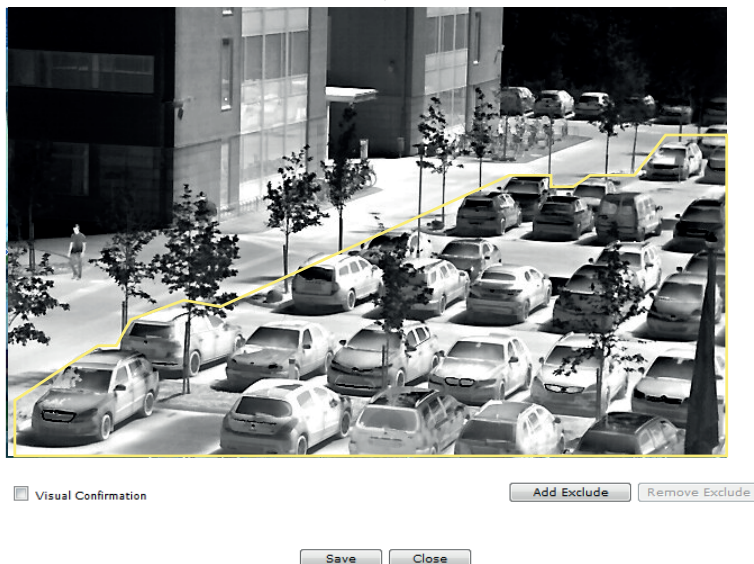 Visual Confirmation
Add Exclude
Remove Exclude
Save
Close